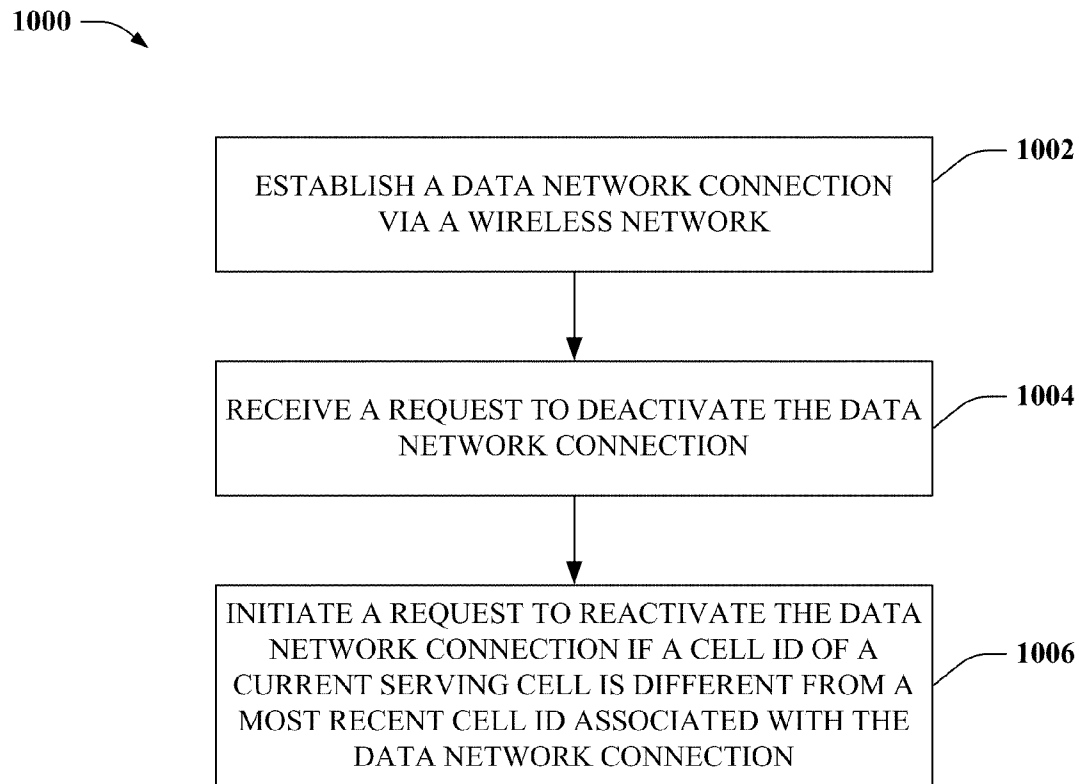 1000
1002
ESTABLISH A DATA NETWORK CONNECTION
VIA A WIRELESS NETWORK
1004
RECEIVE A REQUEST TO DEACTIVATE THE DATA
NETWORK CONNECTION
1006
INITIATE A REQUEST TO REACTIVATE THE DATA
NETWORK CONNECTION IF A CELL ID OF A
CURRENT SERVING CELL IS DIFFERENT FROM A
MOST RECENT CELL ID ASSOCIATED WITH THE
DATA NETWORK CONNECTION